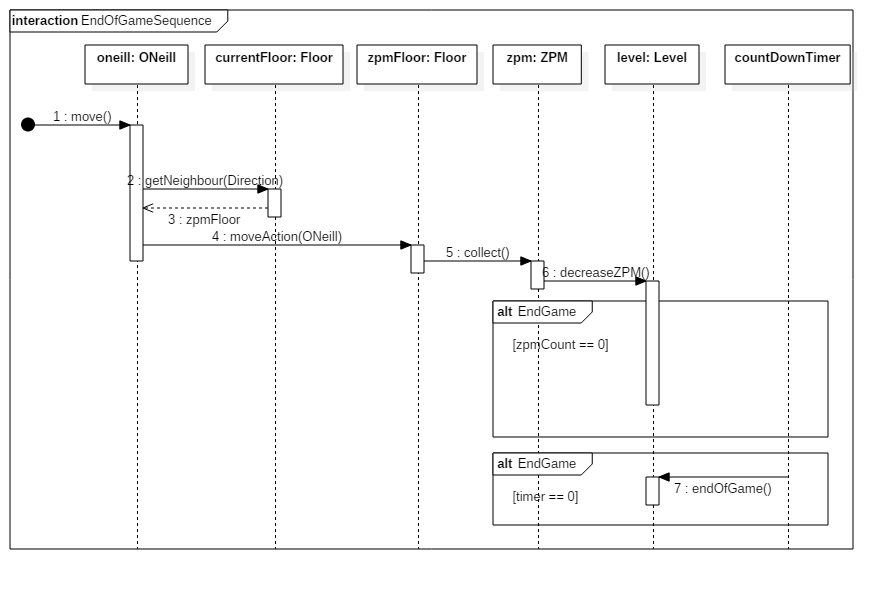 interaction EndOfGameSequence
oneill: ONeill
currentFloor: Floor
zpmFloor: Floor
zpm: ZPM
level: Level
countDownTimer
1 : move()
2 : getNeighbour(Direction)
3 : zpmFloor
4 : moveAction(ONeill)
5 : collect()
6 : decreaseZPM()
alt EndGame
[zpmCount == 0]
alt EndGame
7 : endOfGame()
[timer == 0]